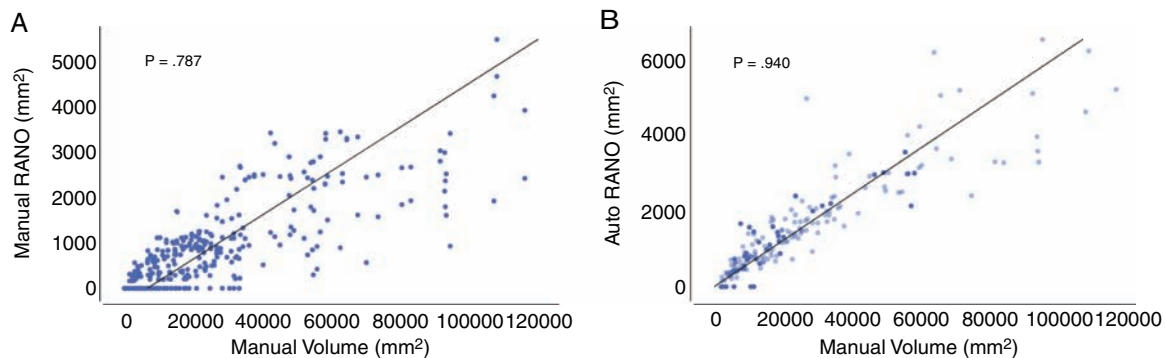 A
P = .787
Manual RANO (mm²)
5000
4000
3000
2000
1000
0
0 20000 40000 60000 80000 100000 120000
Manual Volume (mm²)
B
P = .940
Auto RANO (mm²)
6000
4000
2000
0
0 20000 40000 60000 80000 100000 120000
Manual Volume (mm²)